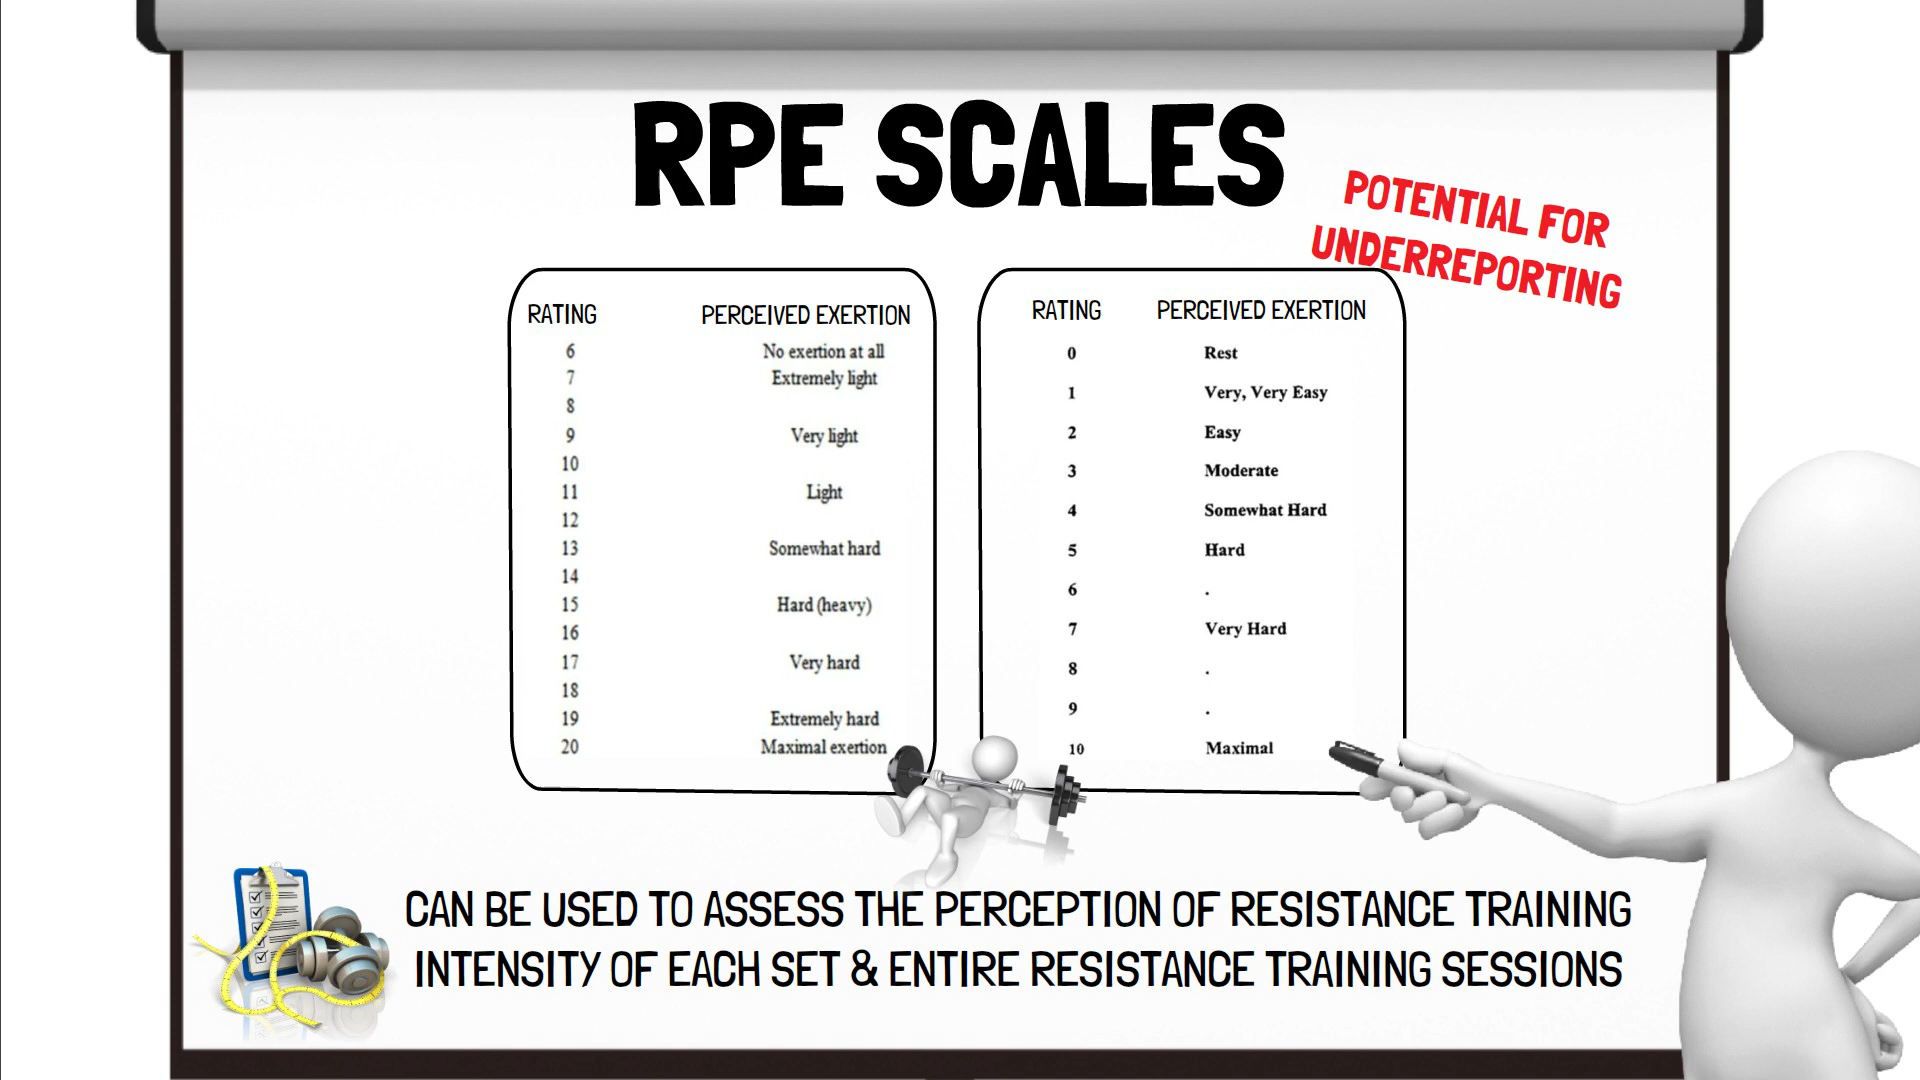 RPE SCALES
POTENTIAL FOR
UNDERREPORTING
RATING PERCEIVED EXERTION
6 No exertion at all
7 Extremely light
8
9 Very light
10
11 Light
12
13 Somewhat hard
14
15 Hard (heavy)
16
17 Very hard
18
19 Extremely hard
20 Maximal exertion
RATING PERCEIVED EXERTION
0 Rest
1 Very, Very Easy
2 Easy
3 Moderate
4 Somewhat Hard
5 Hard
6 .
7 Very Hard
8 .
9 .
10 Maximal
CAN BE USED TO ASSESS THE PERCEPTION OF RESISTANCE TRAINING
INTENSITY OF EACH SET & ENTIRE RESISTANCE TRAINING SESSIONS